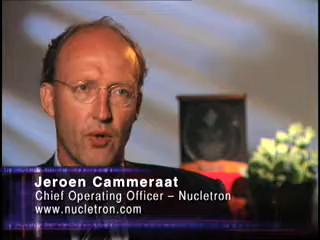 Jeroen Cammeraat
Chief Operating Officer – Nucletron
www.nucletron.com